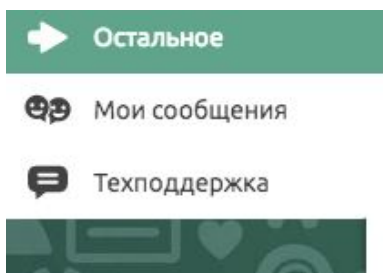 Остальное
Мои сообщения
Техподдержка